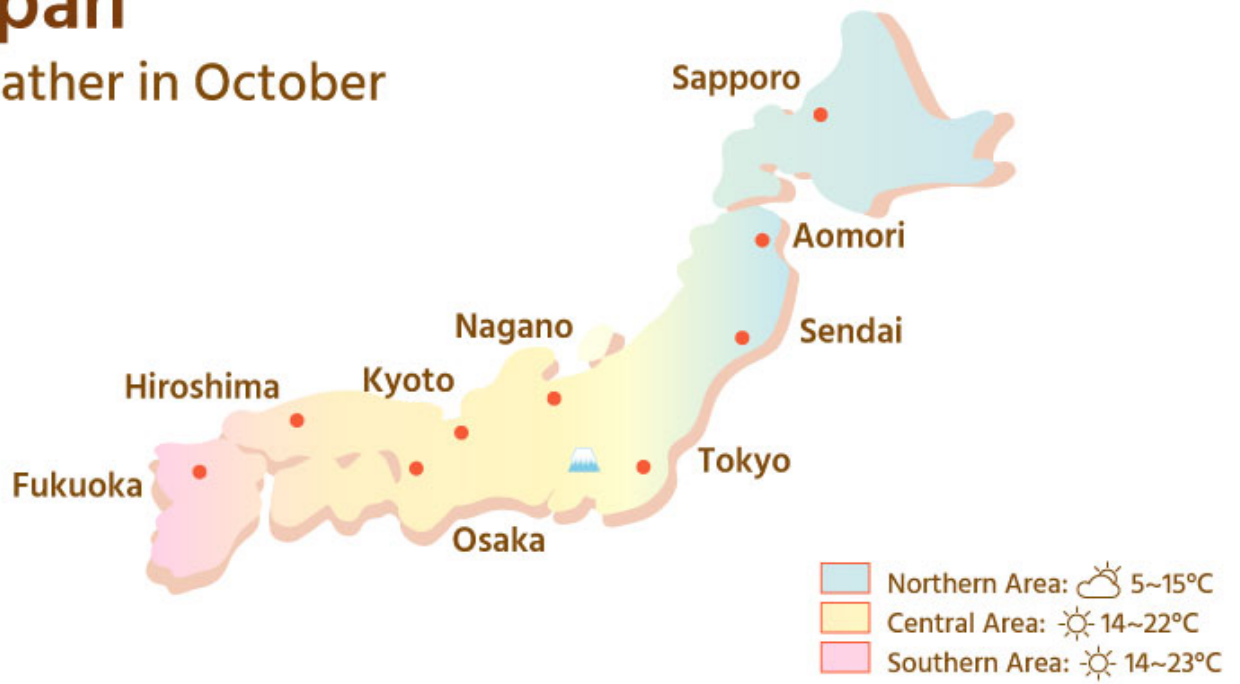 pan
ather in October
Sapporo
Aomori
Nagano
Sendai
Hiroshima
Kyoto
Tokyo
Fukuoka
Osaka
Northern Area: 5~15°C
Central Area: 14~22°C
Southern Area: 14~23°C